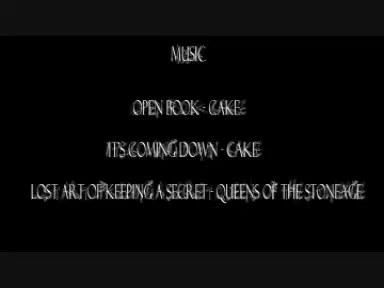 MUSIC
OPEN BOOK - CAKE
IT'S COMING DOWN - CAKE
LOST ART OF KEEPING A SECRET - QUEENS OF THE STONEAGE